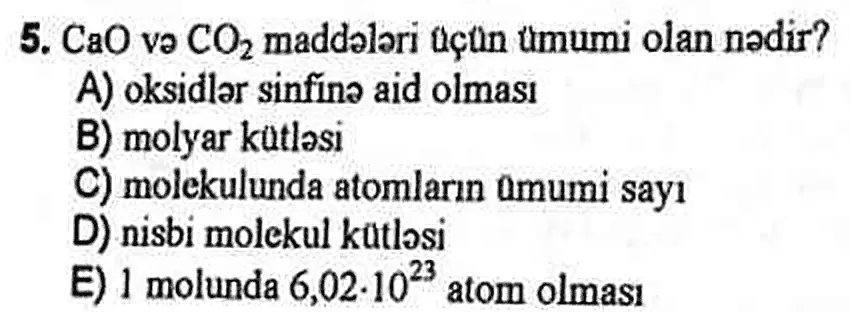 5. CaO və CO₂ maddələri üçün ümumi olan nədir?
A) oksidlər sinfinə aid olması
B) molyar kütləsi
C) molekulunda atomların ümumi sayı
D) nisbi molekul kütləsi
E) 1 molunda 6,02·10²³ atom olması